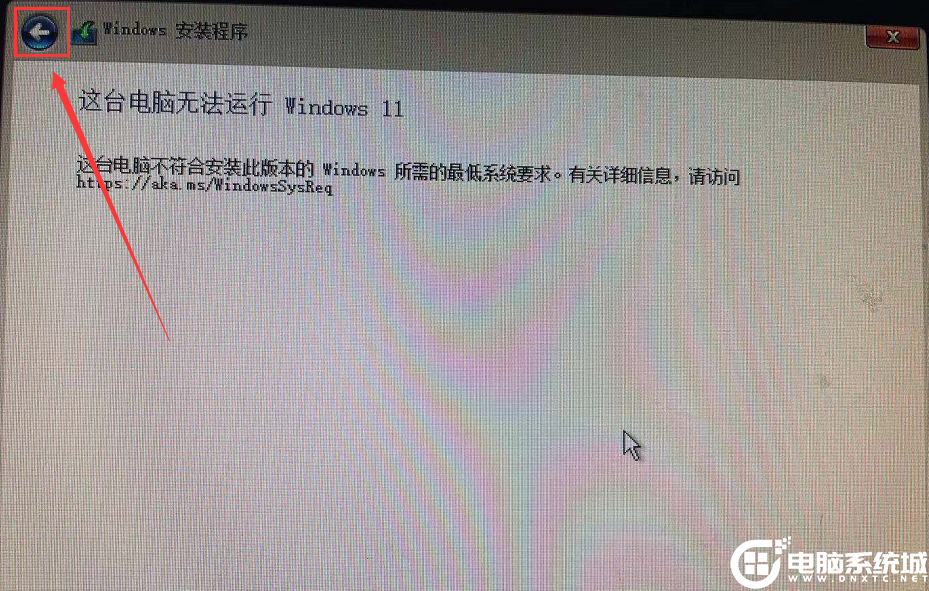 Windows 安装程序
这台电脑无法运行 Windows 11
这台电脑不符合安装此版本的 Windows 所需的最低系统要求。有关详细信息，请访问
https://aka.ms/WindowsSysReq
电脑系统城
WWW.DNXTC.NET